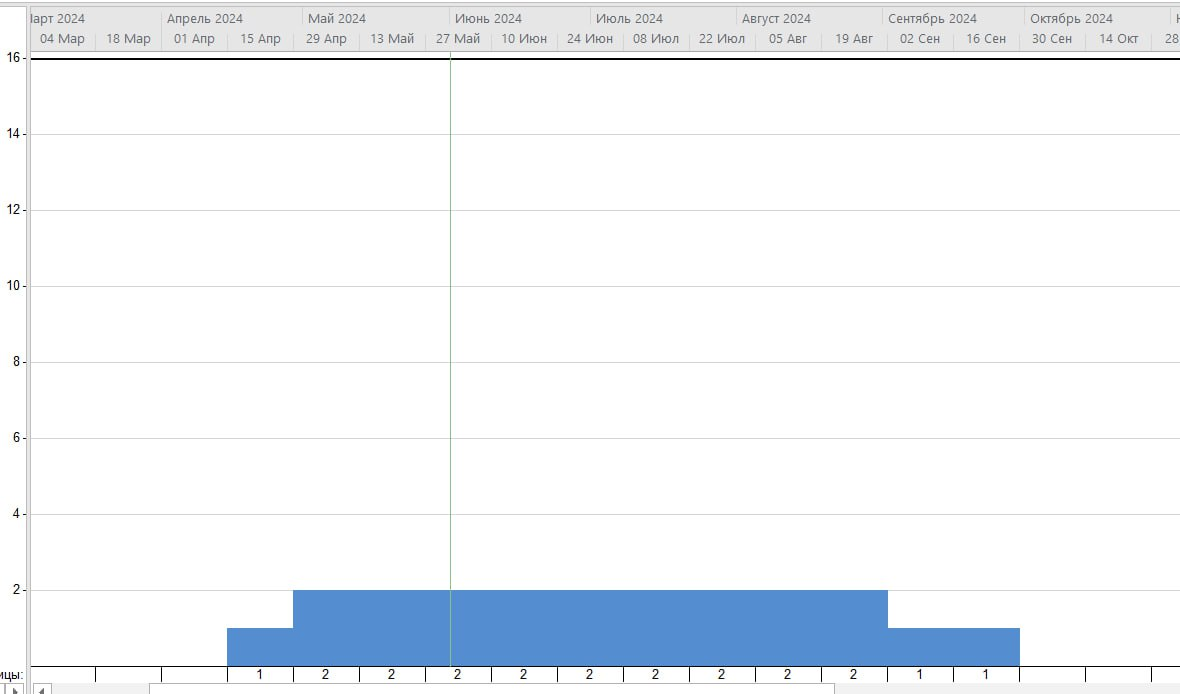 арт 2024 Апрель 2024 Май 2024 Июнь 2024 Июль 2024 Август 2024 Сентябрь 2024 Октябрь 2024
04 Мар 18 Мар 01 Апр 15 Апр 29 Апр 13 Май 27 Май 10 Июн 24 Июн 08 Июл 22 Июл 05 Авг 19 Авг 02 Сен 16 Сен 30 Сен 14 Окт 28
16
14
12
10
8
6
4
2
ицы: 1 2 2 2 2 2 2 2 2 2 1 1